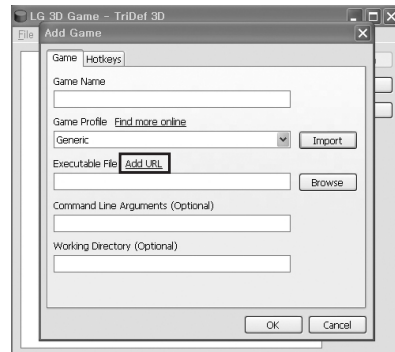 LG 3D Game - TriDef 3D
File
Add Game
Game Hotkeys
Game Name
Game Profile Find more online
Generic Import
Executable File Add URL
Browse
Command Line Arguments (Optional)
Working Directory (Optional)
OK Cancel